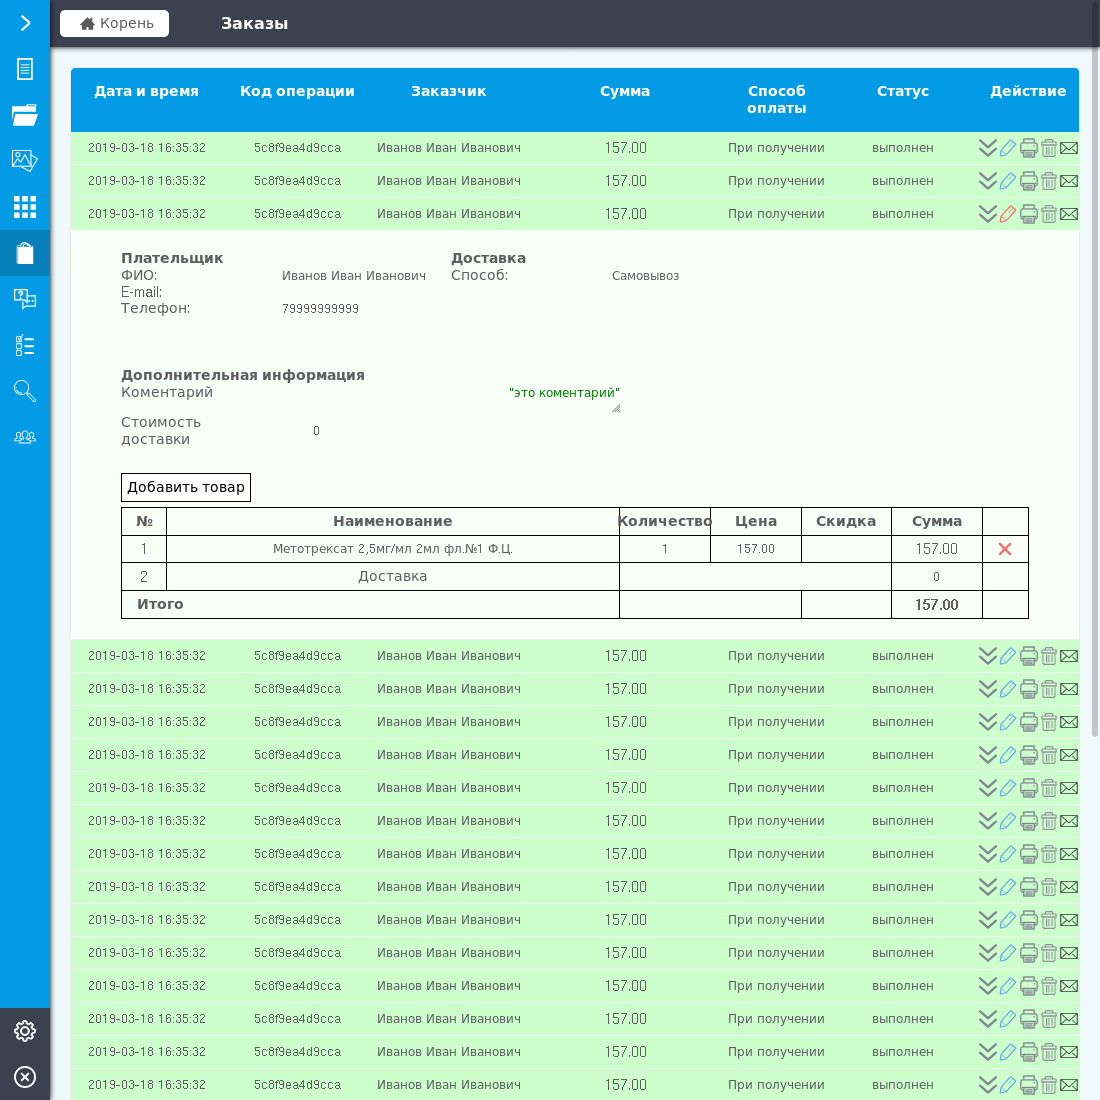 Корень Заказы
Дата и время Код операции Заказчик Сумма Способ оплаты Статус Действие
2019-03-18 16:35:32 5c8f9ea4d9cca Иванов Иван Иванович 157.00 При получении выполнен
2019-03-18 16:35:32 5c8f9ea4d9cca Иванов Иван Иванович 157.00 При получении выполнен
2019-03-18 16:35:32 5c8f9ea4d9cca Иванов Иван Иванович 157.00 При получении выполнен
Плательщик Доставка
ФИО: Иванов Иван Иванович Способ: Самовывоз
E-mail:
Телефон: 79999999999
Дополнительная информация
Коментарий "это коментарий"
Стоимость
доставки 0
Добавить товар
№ Наименование Количество Цена Скидка Сумма
1 Метотрексат 2,5мг/мл 2мл фл.№1 Ф.Ц. 1 157.00 157.00
2 Доставка 0
Итого 157.00
2019-03-18 16:35:32 5c8f9ea4d9cca Иванов Иван Иванович 157.00 При получении выполнен
2019-03-18 16:35:32 5c8f9ea4d9cca Иванов Иван Иванович 157.00 При получении выполнен
2019-03-18 16:35:32 5c8f9ea4d9cca Иванов Иван Иванович 157.00 При получении выполнен
2019-03-18 16:35:32 5c8f9ea4d9cca Иванов Иван Иванович 157.00 При получении выполнен
2019-03-18 16:35:32 5c8f9ea4d9cca Иванов Иван Иванович 157.00 При получении выполнен
2019-03-18 16:35:32 5c8f9ea4d9cca Иванов Иван Иванович 157.00 При получении выполнен
2019-03-18 16:35:32 5c8f9ea4d9cca Иванов Иван Иванович 157.00 При получении выполнен
2019-03-18 16:35:32 5c8f9ea4d9cca Иванов Иван Иванович 157.00 При получении выполнен
2019-03-18 16:35:32 5c8f9ea4d9cca Иванов Иван Иванович 157.00 При получении выполнен
2019-03-18 16:35:32 5c8f9ea4d9cca Иванов Иван Иванович 157.00 При получении выполнен
2019-03-18 16:35:32 5c8f9ea4d9cca Иванов Иван Иванович 157.00 При получении выполнен
2019-03-18 16:35:32 5c8f9ea4d9cca Иванов Иван Иванович 157.00 При получении выполнен
2019-03-18 16:35:32 5c8f9ea4d9cca Иванов Иван Иванович 157.00 При получении выполнен
2019-03-18 16:35:32 5c8f9ea4d9cca Иванов Иван Иванович 157.00 При получении выполнен